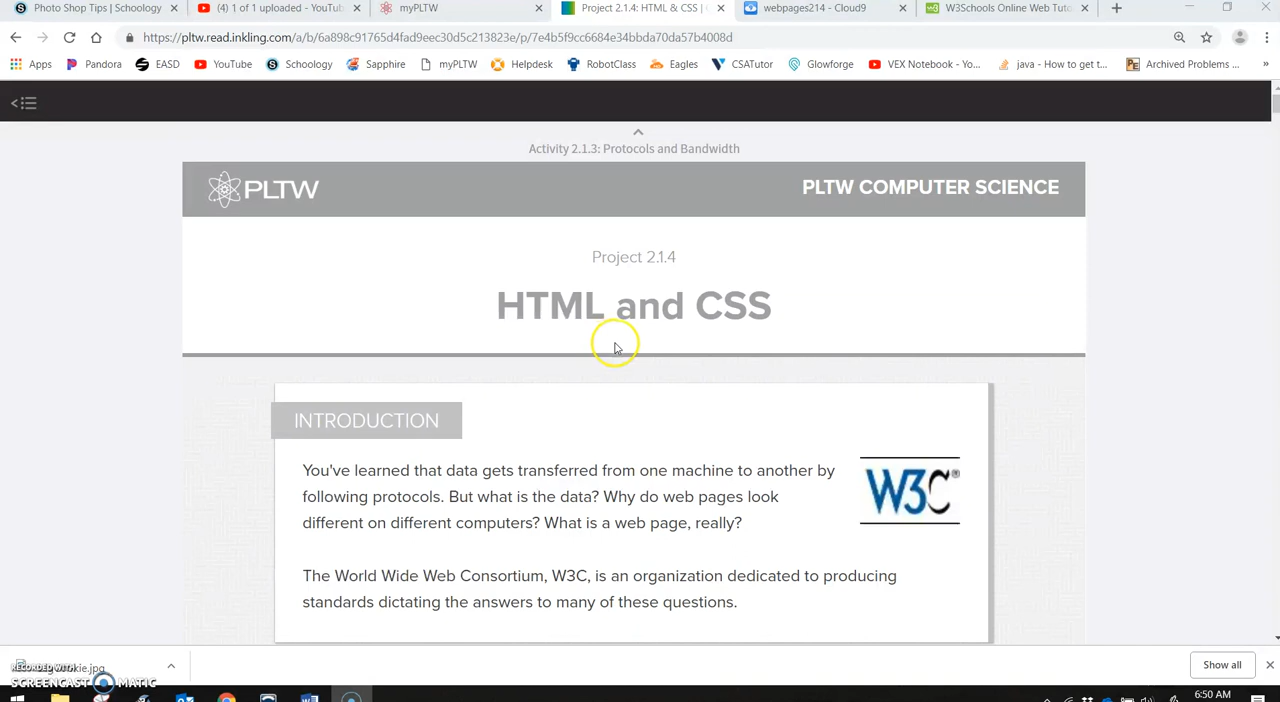 Photo Shop Tips | Schoology
(4) 1 of 1 uploaded - YouTub
myPLTW
Project 2.1.4: HTML & CSS |
webpages214 - Cloud9
W3Schools Online Web Tuto
https://pltw.read.inkling.com/a/b/6a898c91765d4fad9eec30d5c213823e/p/7e4b5f9cc6684e34bbda70da57b4008d
Apps
Pandora
EASD
YouTube
Schoology
Sapphire
myPLTW
Helpdesk
RobotClass
Eagles
CSATutor
Glowforge
VEX Notebook - Yo...
java - How to get t...
Archived Problems ...
»
Activity 2.1.3: Protocols and Bandwidth
PLTW
PLTW COMPUTER SCIENCE
Project 2.1.4
HTML and CSS
INTRODUCTION
You've learned that data gets transferred from one machine to another by
following protocols. But what is the data? Why do web pages look
different on different computers? What is a web page, really?
W3C®
The World Wide Web Consortium, W3C, is an organization dedicated to producing
standards dictating the answers to many of these questions.
RECORDED WITH
SCREENCAST MATIC
Show all
6:50 AM